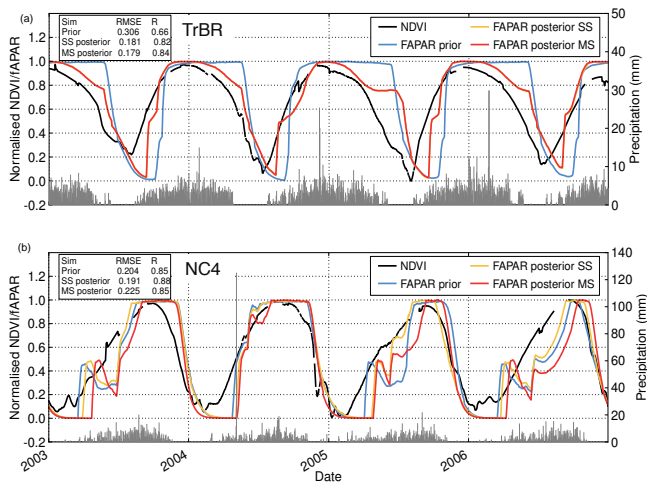 (a)
Sim RMSE R
Prior 0.306 0.66
SS posterior 0.181 0.82
MS posterior 0.179 0.84
TrBR
NDVI
FAPAR prior
FAPAR posterior SS
FAPAR posterior MS
Normalised NDVI/fAPAR
1.2
1.0
0.8
0.6
0.4
0.2
0.0
-0.2
50
40
30
20
10
0
Precipitation (mm)
(b)
Sim RMSE R
Prior 0.204 0.85
SS posterior 0.191 0.88
MS posterior 0.225 0.85
NC4
NDVI
FAPAR prior
FAPAR posterior SS
FAPAR posterior MS
Normalised NDVI/fAPAR
1.2
1.0
0.8
0.6
0.4
0.2
0.0
-0.2
140
120
100
80
60
40
20
0
Precipitation (mm)
2003
2004
2005
2006
Date